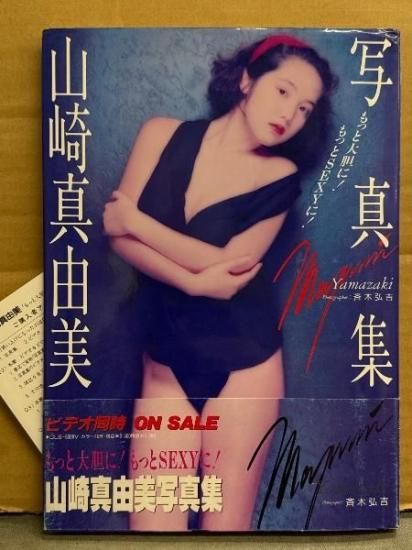 写真集
もっと大胆に!
もっとSEXYに!
山崎真由美
Mayumi
Yamazaki
Photographer 斉木弘吉
ビデオ同時 ON SALE
もっと大胆に!もっとSEXYに!
山崎真由美写真集
Mayumi
Photographer 斉木弘吉